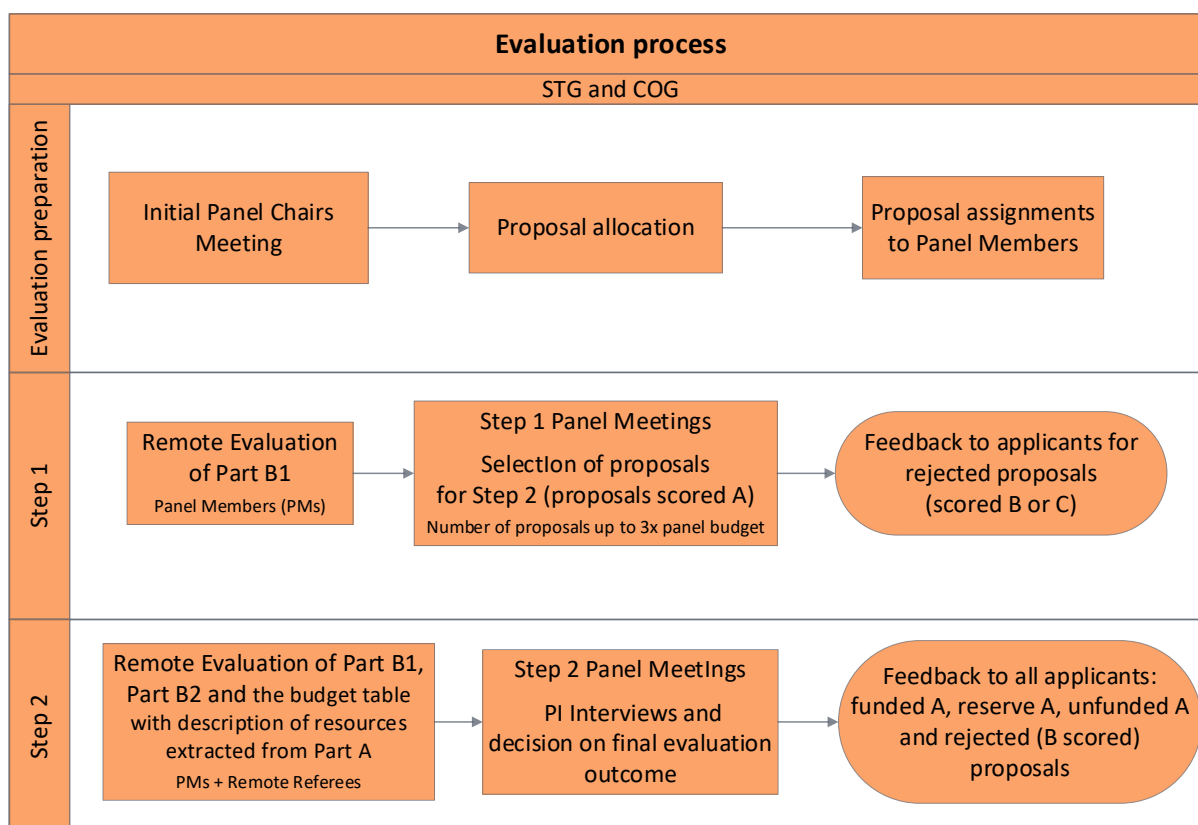 Evaluation process
STG and COG
Evaluation preparation
Initial Panel Chairs
Meeting
Proposal allocation
Proposal assignments
to Panel Members
Step 1
Remote Evaluation
of Part B1
Panel Members (PMs)
Step 1 Panel Meetings
SelectIon of proposals
for Step 2 (proposals scored A)
Number of proposals up to 3x panel budget
Feedback to applicants for
rejected proposals
(scored B or C)
Step 2
Remote Evaluation of Part B1,
Part B2 and the budget table
with description of resources
extracted from Part A
PMs + Remote Referees
Step 2 Panel MeetIngs
PI Interviews and
decision on final evaluation
outcome
Feedback to all applicants:
funded A, reserve A, unfunded A
and rejected (B scored)
proposals